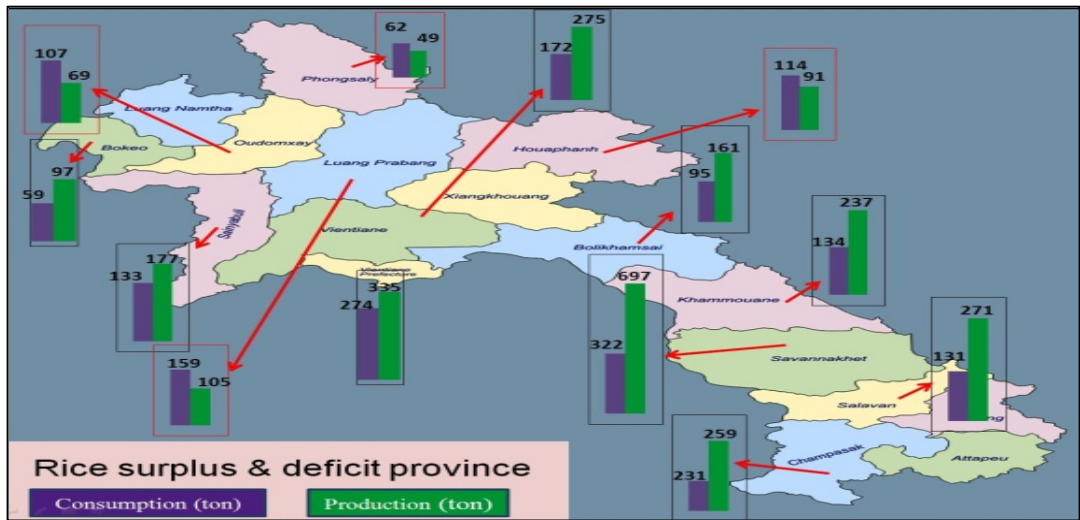 62
49
275
172
107
69
114
91
Phongsaly
Luang Namtha
Oudomxay
Bokeo
Luang Prabang
Houaphanh
161
95
97
59
Xiangkhouang
237
134
Vientiane
Bolikhamsai
177
133
Vientiane
Prefecture
335
274
697
322
Khammouane
271
131
Savannakhet
159
105
Salavan
259
231
Champasak
Attapeu
Rice surplus & deficit province
Consumption (ton)
Production (ton)